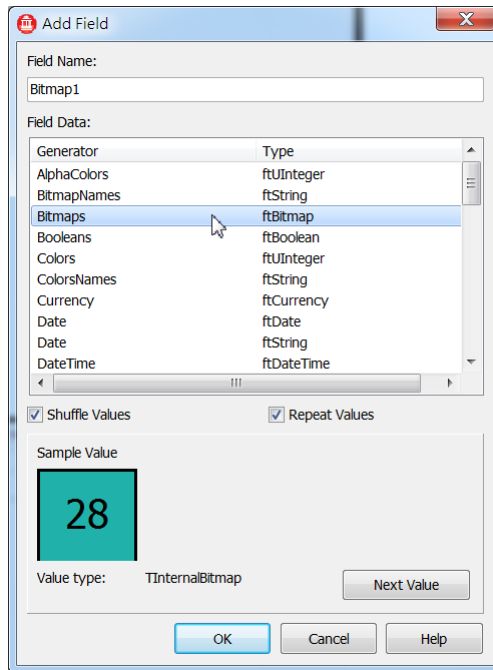 Add Field
Field Name:
Bitmap1
Field Data:
Generator Type
AlphaColors ftUInteger
BitmapNames ftString
Bitmaps ftBitmap
Booleans ftBoolean
Colors ftUInteger
ColorsNames ftString
Currency ftCurrency
Date ftDate
Date ftString
DateTime ftDateTime
Shuffle Values Repeat Values
Sample Value
28
Value type: TInternalBitmap
Next Value
OK Cancel Help